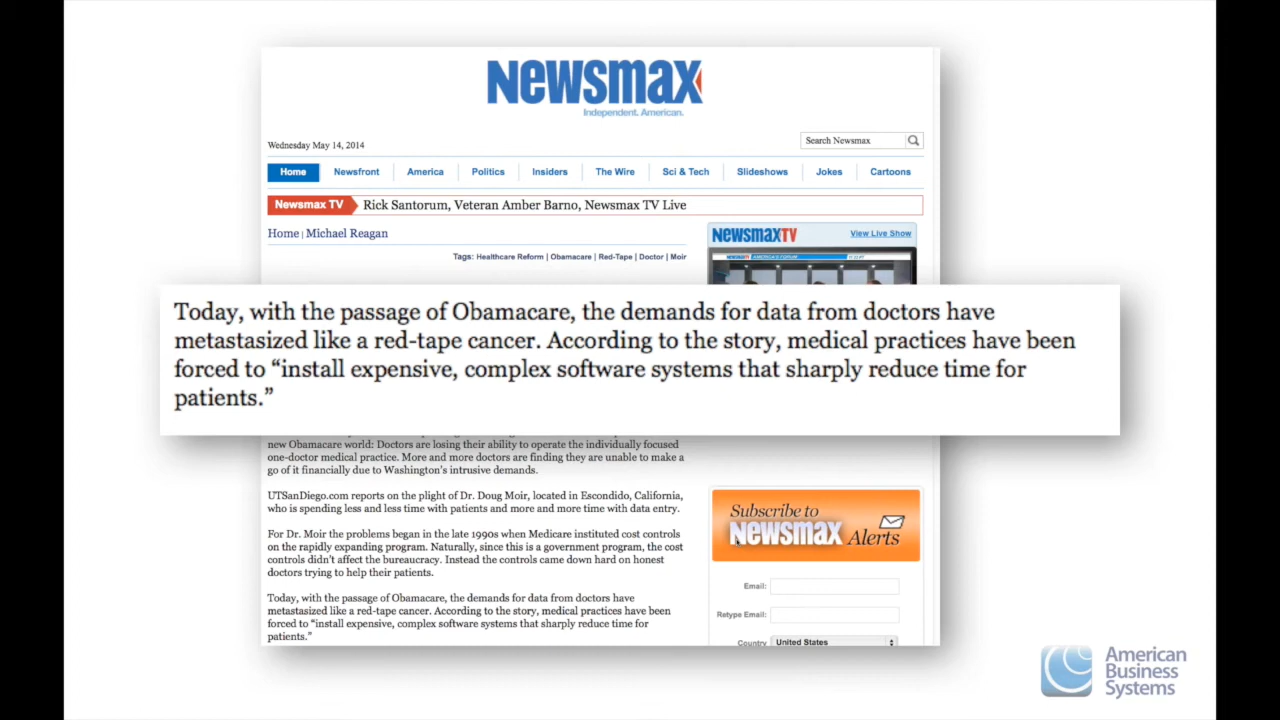 Newsmax
Independent. American.
Wednesday May 14, 2014
Search Newsmax
Home Newsfront America Politics Insiders The Wire Sci & Tech Slideshows Jokes Cartoons
Newsmax TV Rick Santorum, Veteran Amber Barno, Newsmax TV Live
Home | Michael Reagan
NewsmaxTV View Live Show
Tags: Healthcare Reform | Obamacare | Red-Tape | Doctor | Moir
Today, with the passage of Obamacare, the demands for data from doctors have
metastasized like a red-tape cancer. According to the story, medical practices have been
forced to “install expensive, complex software systems that sharply reduce time for
patients.”
new Obamacare world: Doctors are losing their ability to operate the individually focused
one-doctor medical practice. More and more doctors are finding they are unable to make a
go of it financially due to Washington's intrusive demands.
UTSanDiego.com reports on the plight of Dr. Doug Moir, located in Escondido, California,
who is spending less and less time with patients and more and more time with data entry.
For Dr. Moir the problems began in the late 1990s when Medicare instituted cost controls
on the rapidly expanding program. Naturally, since this is a government program, the cost
controls didn't affect the bureaucracy. Instead the controls came down hard on honest
doctors trying to help their patients.
Today, with the passage of Obamacare, the demands for data from doctors have
metastasized like a red-tape cancer. According to the story, medical practices have been
forced to “install expensive, complex software systems that sharply reduce time for
patients.”
Subscribe to
Newsmax
Alerts
Email:
Retype Email:
Country United States
American
Business
Systems